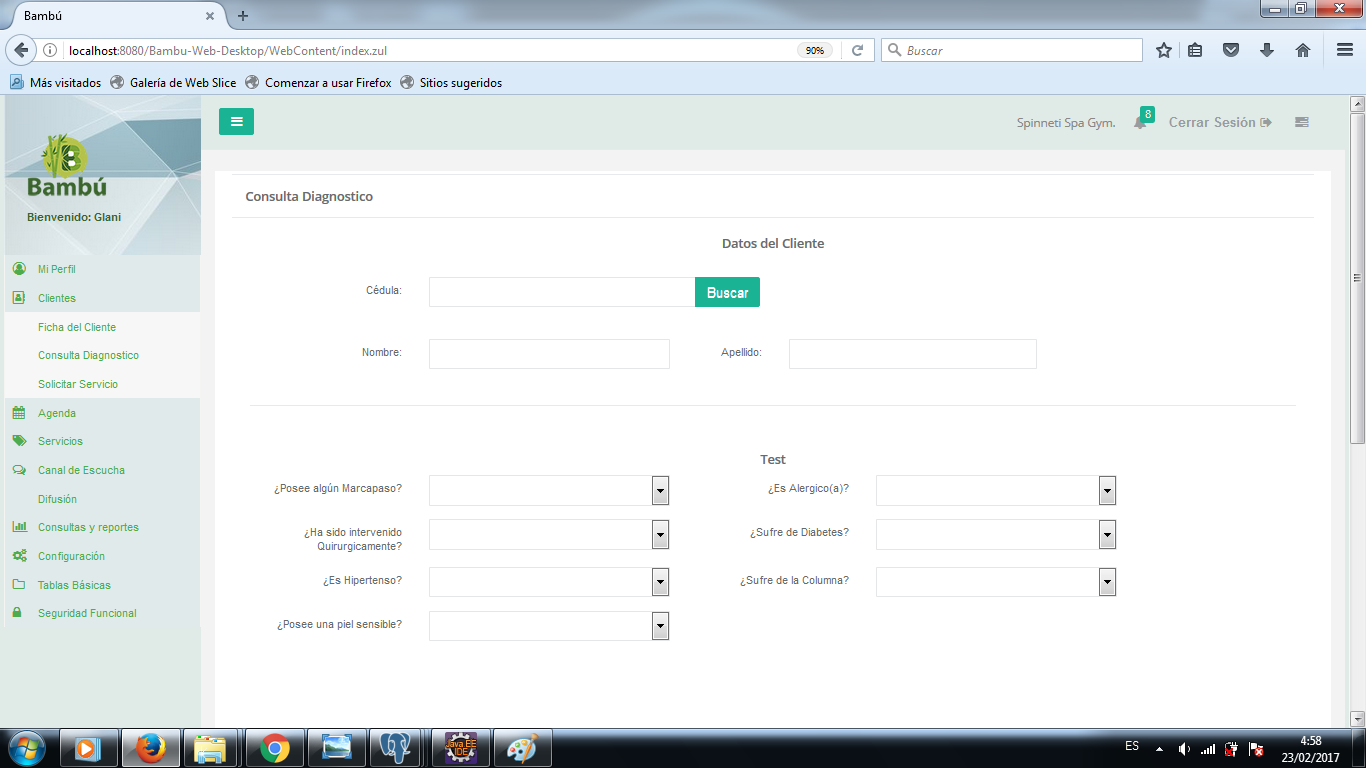 Bambú
localhost:8080/Bambu-Web-Desktop/WebContent/index.zul
90%
Buscar
Más visitados
Galería de Web Slice
Comenzar a usar Firefox
Sitios sugeridos
Bambú
Bienvenido: Glani
Spinneti Spa Gym.
8
Cerrar Sesión
Mi Perfil
Clientes
Ficha del Cliente
Consulta Diagnostico
Solicitar Servicio
Agenda
Servicios
Canal de Escucha
Difusión
Consultas y reportes
Configuración
Tablas Básicas
Seguridad Funcional
Consulta Diagnostico
Datos del Cliente
Cédula:
Buscar
Nombre:
Apellido:
Test
¿Posee algún Marcapaso?
¿Es Alergico(a)?
¿Ha sido intervenido
Quirurgicamente?
¿Sufre de Diabetes?
¿Es Hipertenso?
¿Sufre de la Columna?
¿Posee una piel sensible?
Java EE
IDE
ES
4:58
23/02/2017